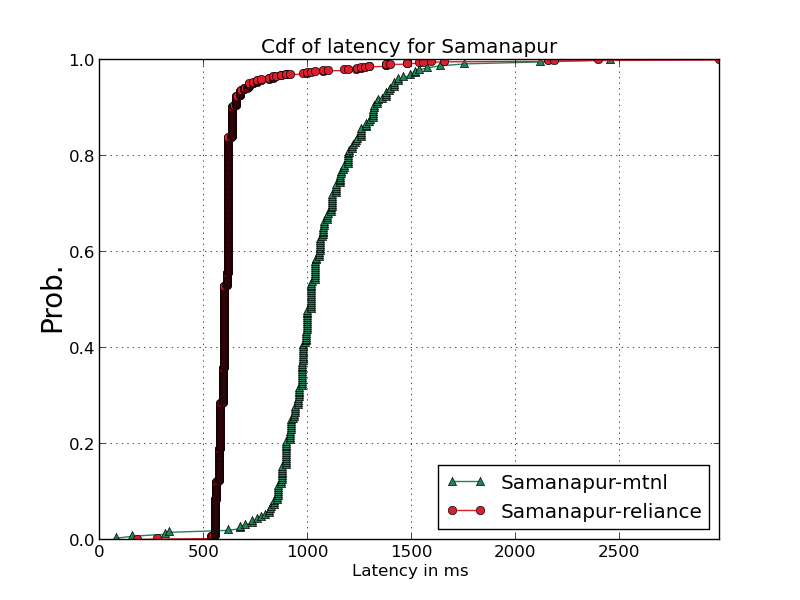 Cdf of latency for Samanapur
Prob.
1.0
0.8
0.6
0.4
0.2
0.0
0 500 1000 1500 2000 2500
Latency in ms
Samanapur-mtnl
Samanapur-reliance